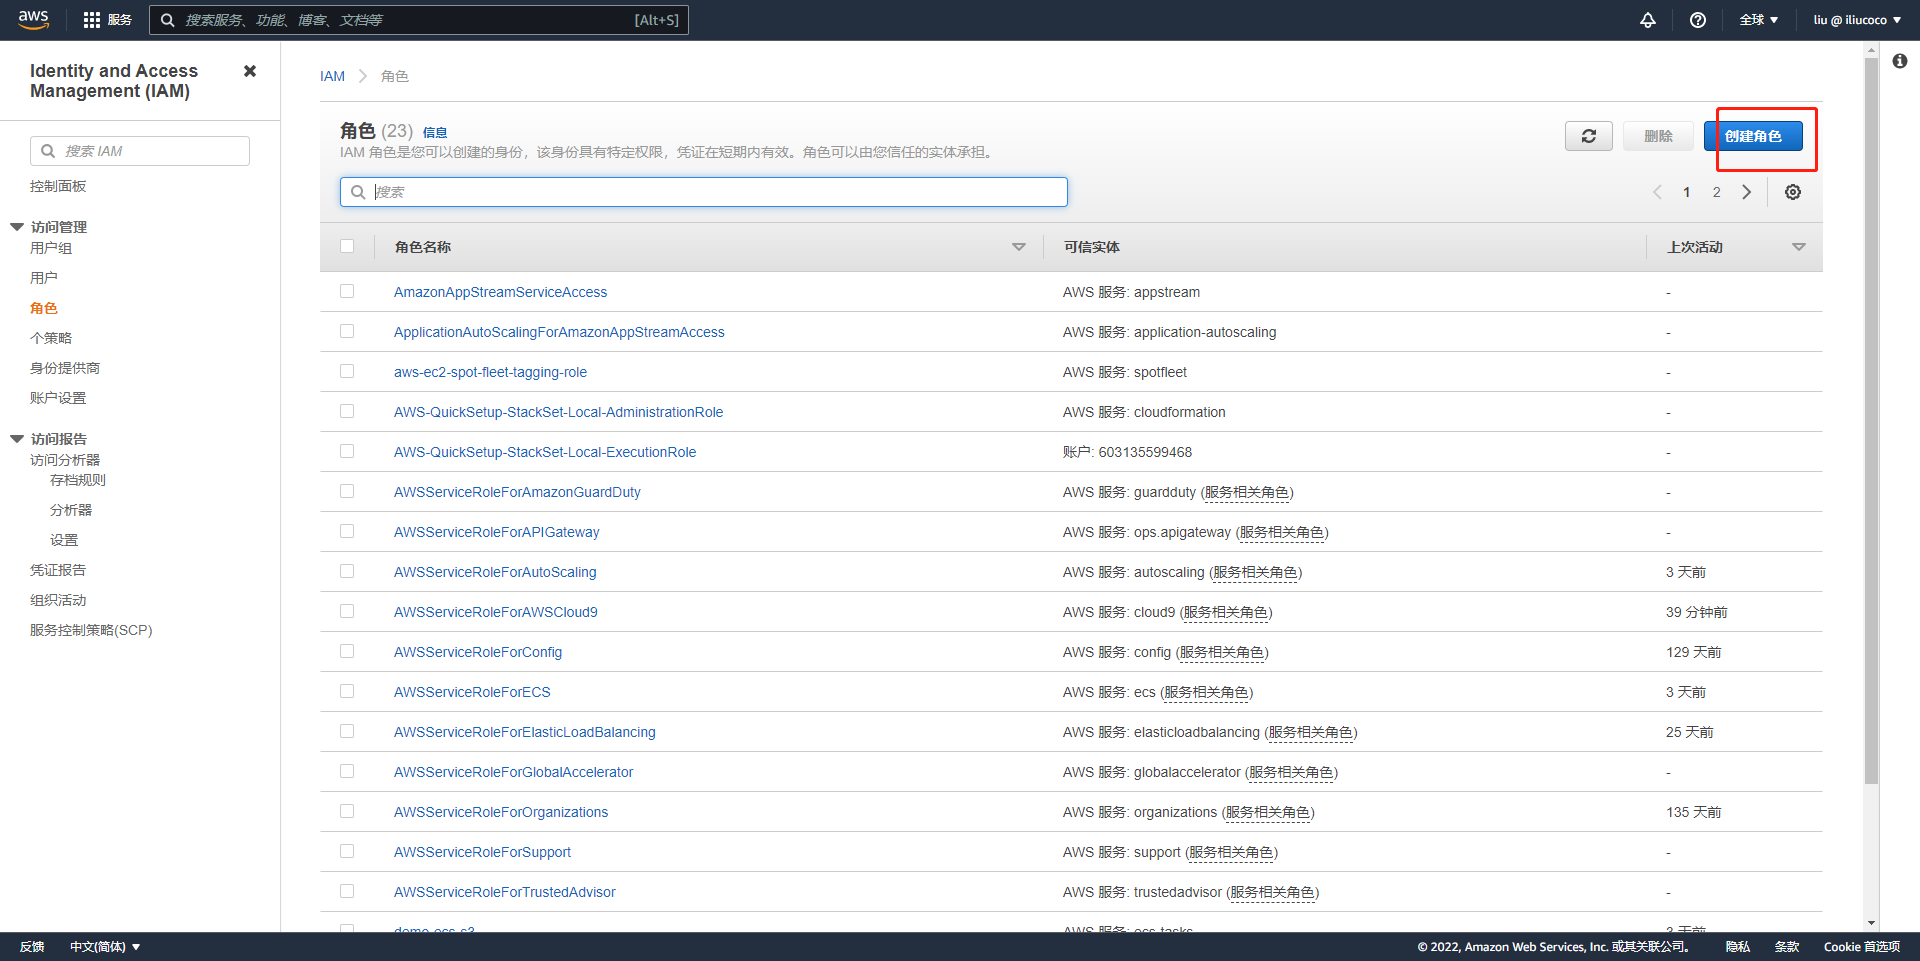 aws 服务 搜索服务、功能、博客、文档等 [Alt+S] 全球 ▼ liu @ iliucoco ▼
Identity and Access
Management (IAM)
搜索 IAM
控制面板
访问管理
用户组
用户
角色
个策略
身份提供商
账户设置
访问报告
访问分析器
存档规则
分析器
设置
凭证报告
组织活动
服务控制策略(SCP)
IAM > 角色
角色 (23) 信息
IAM 角色是您可以创建的身份，该身份具有特定权限，凭证在短期内有效。角色可以由您信任的实体承担。
删除 创建角色
搜索
1 2
角色名称 可信实体 上次活动
AmazonAppStreamServiceAccess AWS 服务: appstream -
ApplicationAutoScalingForAmazonAppStreamAccess AWS 服务: application-autoscaling -
aws-ec2-spot-fleet-tagging-role AWS 服务: spotfleet -
AWS-QuickSetup-StackSet-Local-AdministrationRole AWS 服务: cloudformation -
AWS-QuickSetup-StackSet-Local-ExecutionRole 账户: 603135599468 -
AWSServiceRoleForAmazonGuardDuty AWS 服务: guardduty (服务相关角色) -
AWSServiceRoleForAPIGateway AWS 服务: ops.apigateway (服务相关角色) -
AWSServiceRoleForAutoScaling AWS 服务: autoscaling (服务相关角色) 3 天前
AWSServiceRoleForAWSCloud9 AWS 服务: cloud9 (服务相关角色) 39 分钟前
AWSServiceRoleForConfig AWS 服务: config (服务相关角色) 129 天前
AWSServiceRoleForECS AWS 服务: ecs (服务相关角色) 3 天前
AWSServiceRoleForElasticLoadBalancing AWS 服务: elasticloadbalancing (服务相关角色) 25 天前
AWSServiceRoleForGlobalAccelerator AWS 服务: globalaccelerator (服务相关角色) -
AWSServiceRoleForOrganizations AWS 服务: organizations (服务相关角色) 135 天前
AWSServiceRoleForSupport AWS 服务: support (服务相关角色) -
AWSServiceRoleForTrustedAdvisor AWS 服务: trustedadvisor (服务相关角色) -
demo-ecs-s3 AWS 服务: ecs-tasks 3 天前
反馈 中文(简体) ▼ © 2022, Amazon Web Services, Inc. 或其关联公司。 隐私 条款 Cookie 首选项